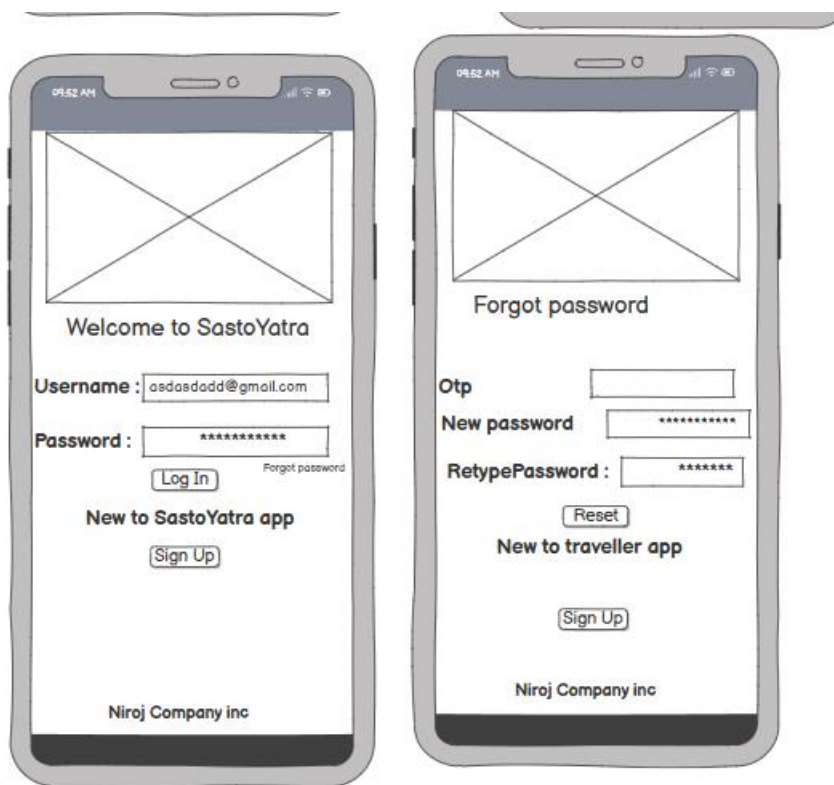 09:52 AM
Welcome to SastoYatra
Username : asdasdadd@gmail.com
Password : ***********
Forgot password
Log In
New to SastoYatra app
Sign Up
Niroj Company inc
09:52 AM
Forgot password
Otp
New password ***********
RetypePassword : *******
Reset
New to traveller app
Sign Up
Niroj Company inc